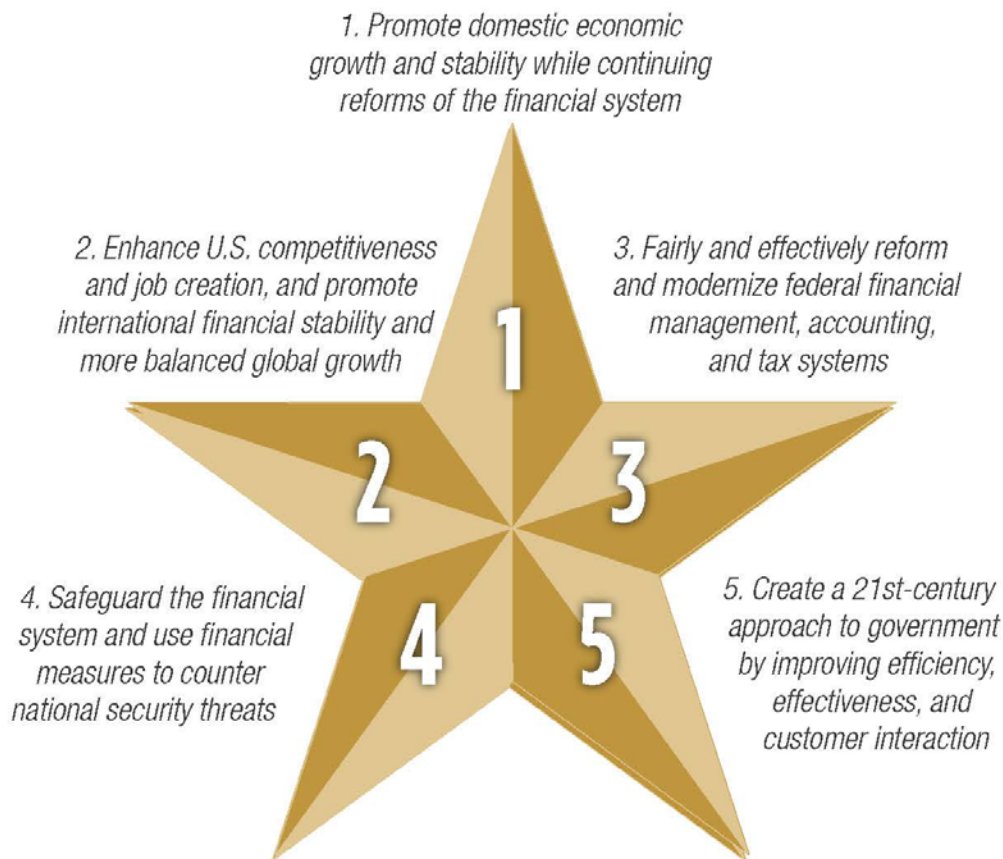 1. Promote domestic economic
growth and stability while continuing
reforms of the financial system
2. Enhance U.S. competitiveness
and job creation, and promote
international financial stability and
more balanced global growth
3. Fairly and effectively reform
and modernize federal financial
management, accounting,
and tax systems
1
2
3
4. Safeguard the financial
system and use financial
measures to counter
national security threats
4
5
5. Create a 21st-century
approach to government
by improving efficiency,
effectiveness, and
customer interaction